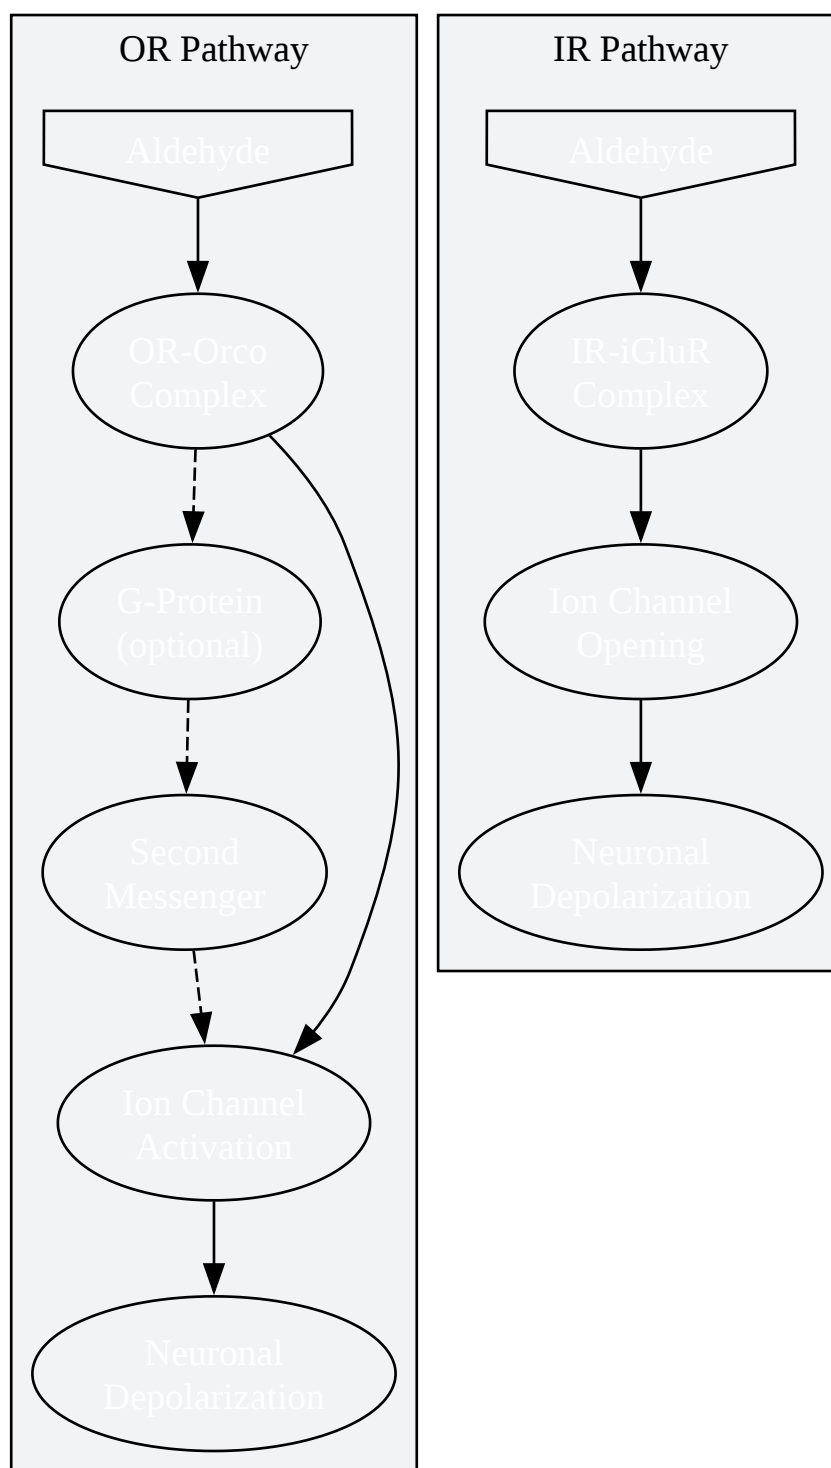 OR Pathway
Aldehyde
OR-Orco
Complex
G-Protein
(optional)
Second
Messenger
Ion Channel
Activation
Neuronal
Depolarization
IR Pathway
Aldehyde
IR-iGluR
Complex
Ion Channel
Opening
Neuronal
Depolarization